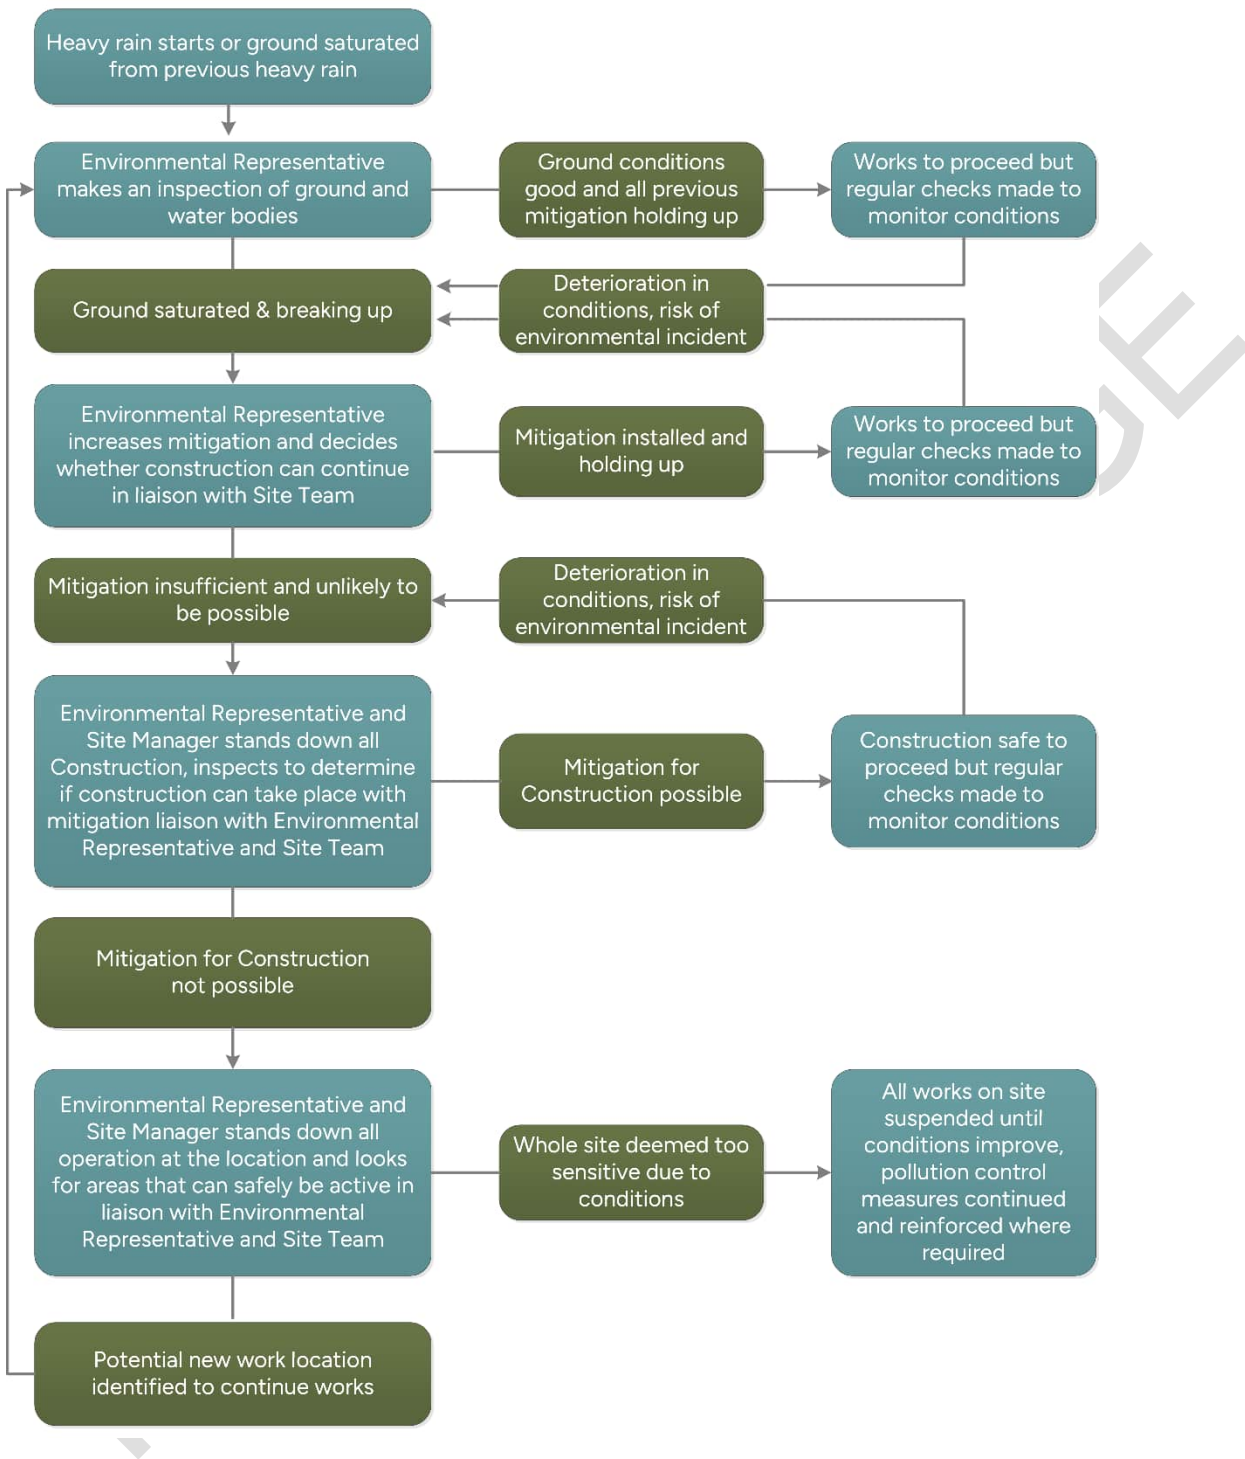 Heavy rain starts or ground saturated
from previous heavy rain
Environmental Representative
makes an inspection of ground and
water bodies
Ground conditions
good and all previous
mitigation holding up
Works to proceed but
regular checks made to
monitor conditions
Ground saturated & breaking up
Deterioration in
conditions, risk of
environmental incident
Environmental Representative
increases mitigation and decides
whether construction can continue
in liaison with Site Team
Mitigation installed and
holding up
Works to proceed but
regular checks made to
monitor conditions
Mitigation insufficient and unlikely to
be possible
Deterioration in
conditions, risk of
environmental incident
Environmental Representative and
Site Manager stands down all
Construction, inspects to determine
if construction can take place with
mitigation liaison with Environmental
Representative and Site Team
Mitigation for
Construction possible
Construction safe to
proceed but regular
checks made to
monitor conditions
Mitigation for Construction
not possible
Environmental Representative and
Site Manager stands down all
operation at the location and looks
for areas that can safely be active in
liaison with Environmental
Representative and Site Team
Whole site deemed too
sensitive due to
conditions
All works on site
suspended until
conditions improve,
pollution control
measures continued
and reinforced where
required
Potential new work location
identified to continue works